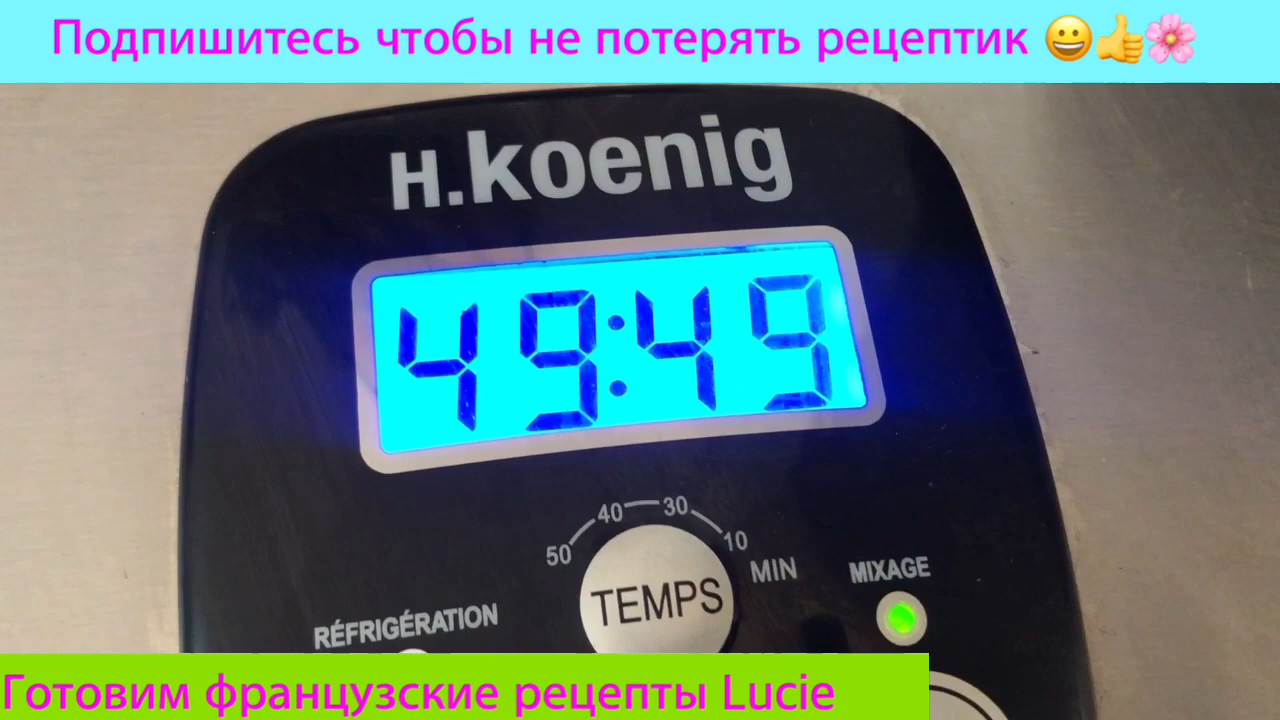 Подпишитесь чтобы не потерять рецептик 😀👍🌸
H.koenig
49:49
50 40 30 10 MIN
TEMPS
MIXAGE
RÉFRIGÉRATION
Готовим французские рецепты Lucie